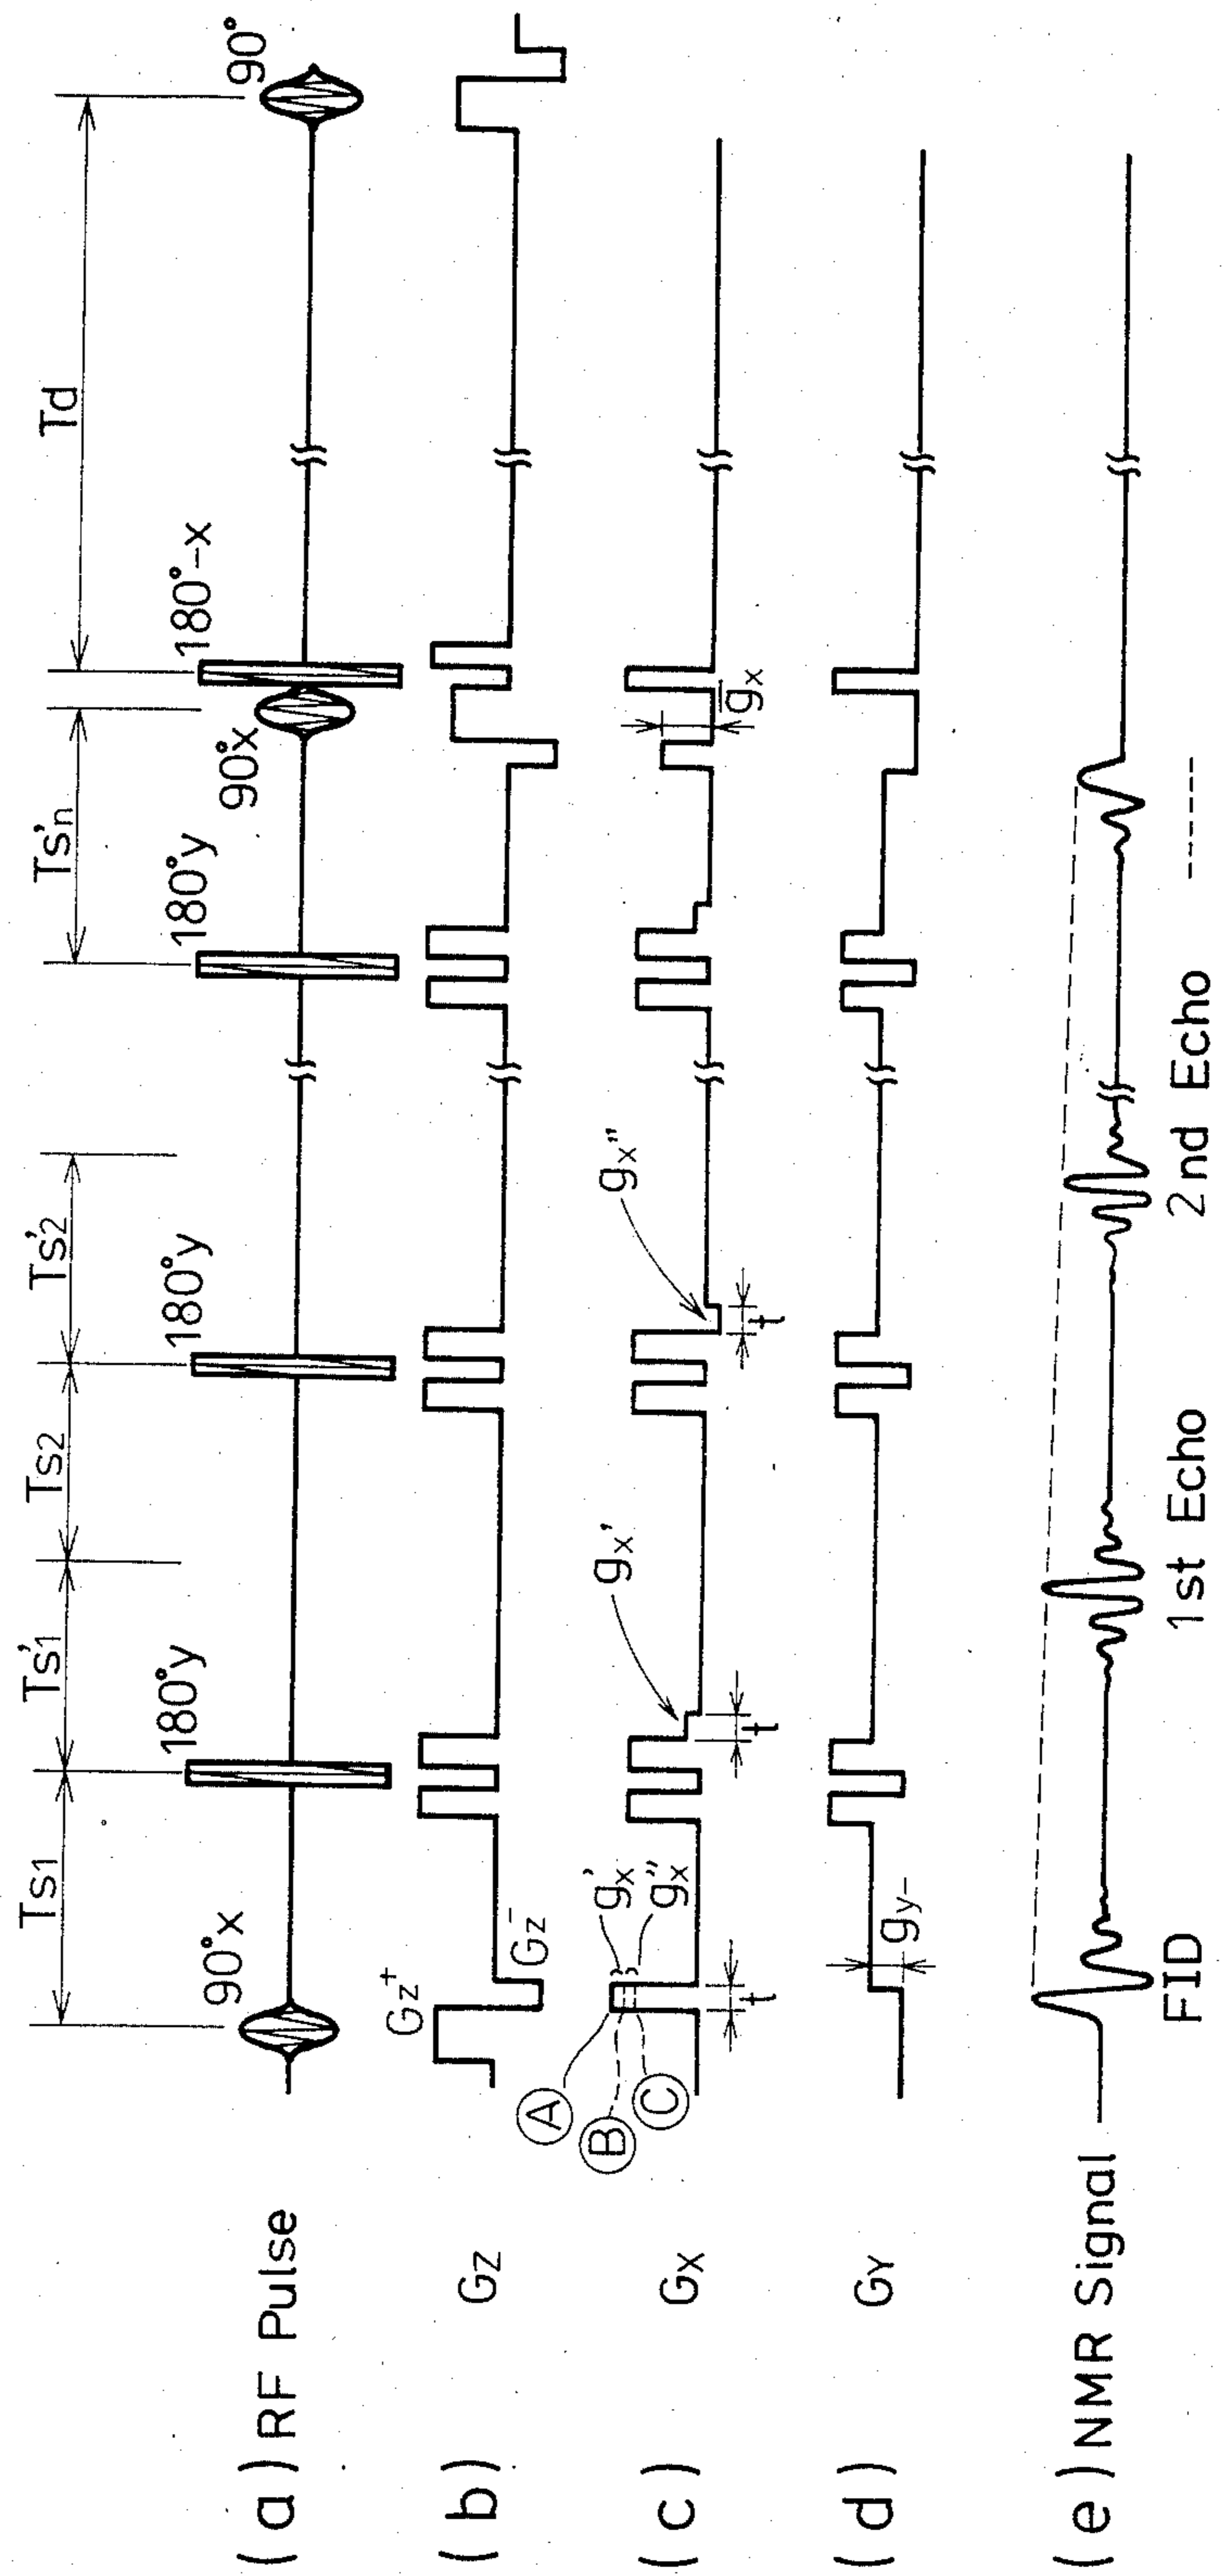 Ts1 Ts'1 Ts2 Ts'2 Ts'n Td
90°x 180°y 180°y 180°y 90°x 180°-x 90°
(a) RF Pulse
Gz+ Gz-
(b) Gz
A B C gx' gx" t gx' t gx" t g̅x
(c) Gx
gy-
(d) GY
(e) NMR Signal
FID 1st Echo 2nd Echo ------